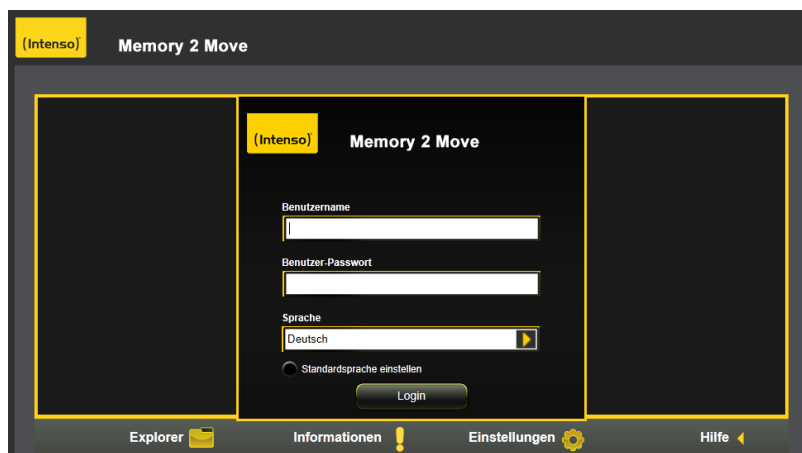 (Intenso)® Memory 2 Move
(Intenso)® Memory 2 Move
Benutzername
Benutzer-Passwort
Sprache
Deutsch
Standardsprache einstellen
Login
Explorer Informationen Einstellungen Hilfe